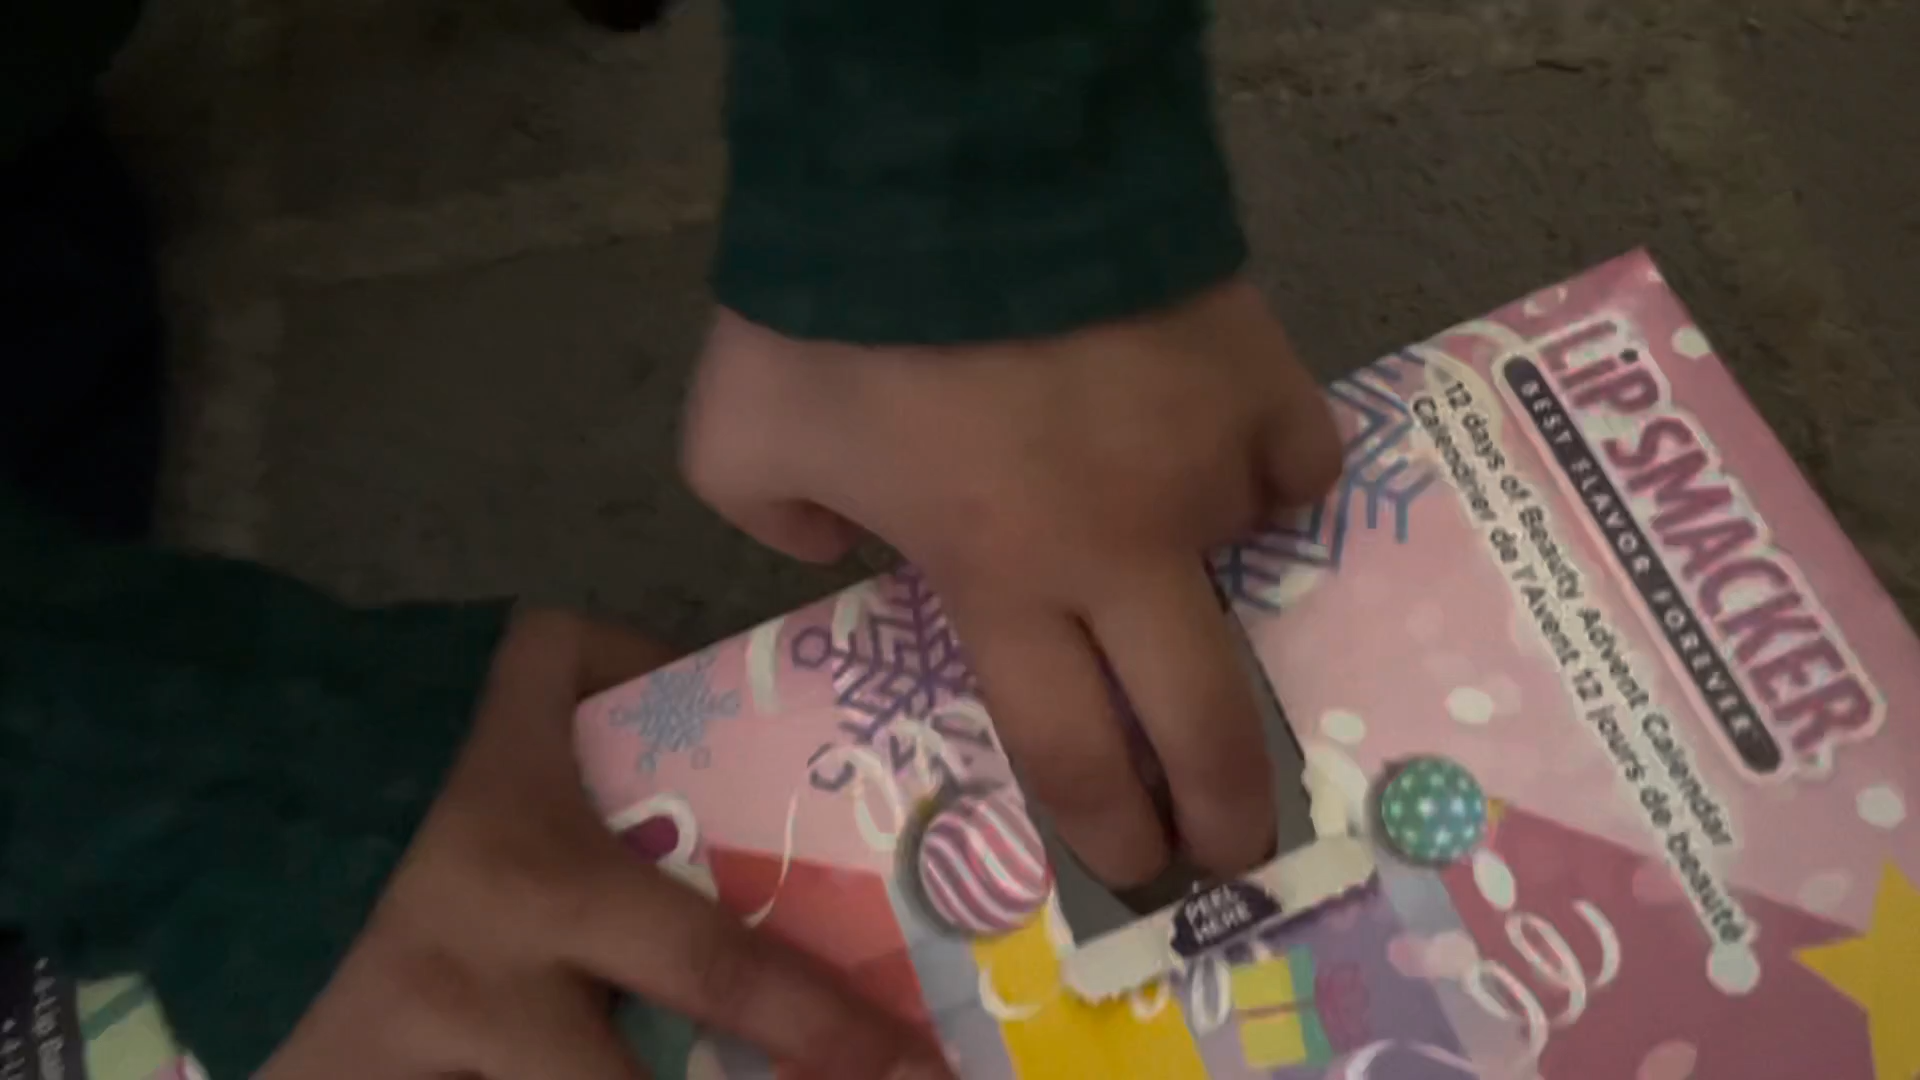 LiP SMACKER
BEST FLAVOR FOREVER
12 days of Beauty Advent Calendar
Calendrier de l'Avent 12 jours de beauté
PEEL
HERE